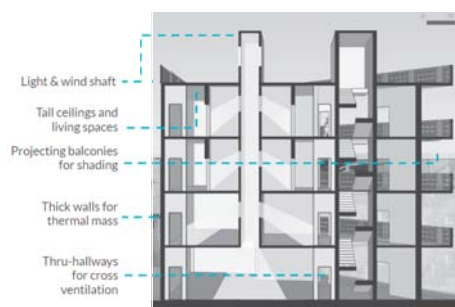 Light & wind shaft
Tall ceilings and
living spaces
Projecting balconies
for shading
Thick walls for
thermal mass
Thru-hallways
for cross
ventilation